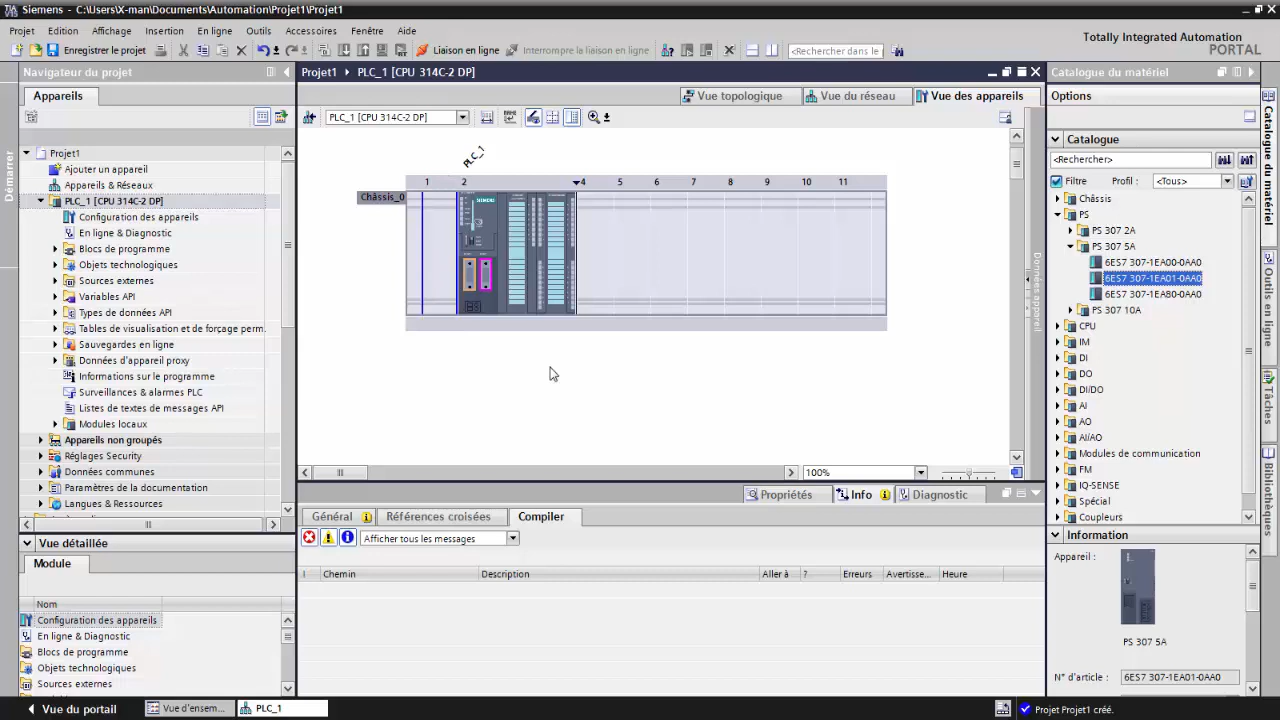 Siemens - C:\Users\X-man\Documents\Automation\Projet1\Projet1
Projet Edition Affichage Insertion En ligne Outils Accessoires Fenêtre Aide
Totally Integrated Automation
PORTAL
Enregistrer le projet
Liaison en ligne
Interrompre la liaison en ligne
<Rechercher dans le
Navigateur du projet
Appareils
Démarrer
Projet1
Ajouter un appareil
Appareils & Réseaux
PLC_1 [CPU 314C-2 DP]
Configuration des appareils
En ligne & Diagnostic
Blocs de programme
Objets technologiques
Sources externes
Variables API
Types de données API
Tables de visualisation et de forçage perm.
Sauvegardes en ligne
Données d'appareil proxy
Informations sur le programme
Surveillances & alarmes PLC
Listes de textes de messages API
Modules locaux
Appareils non groupés
Réglages Security
Données communes
Paramètres de la documentation
Langues & Ressources
Vue détaillée
Module
Nom
Configuration des appareils
En ligne & Diagnostic
Blocs de programme
Objets technologiques
Sources externes
Projet1 PLC_1 [CPU 314C-2 DP]
Vue topologique
Vue du réseau
Vue des appareils
PLC_1 [CPU 314C-2 DP]
PLC_1
1 2 4 5 6 7 8 9 10 11
Châssis_0
SIEMENS
100%
Données appareil
Propriétés
Info
Diagnostic
Général
Références croisées
Compiler
Afficher tous les messages
! Chemin Description Aller à ? Erreurs Avertisse... Heure
Catalogue du matériel
Options
Catalogue
<Rechercher>
Filtre Profil : <Tous>
Châssis
PS
PS 307 2A
PS 307 5A
6ES7 307-1EA00-0AA0
6ES7 307-1EA01-0AA0
6ES7 307-1EA80-0AA0
PS 307 10A
CPU
IM
DI
DO
DI/DO
AI
AO
AI/AO
Modules de communication
FM
IQ-SENSE
Spécial
Coupleurs
Information
Appareil :
PS 307 5A
N° d'article : 6ES7 307-1EA01-0AA0
Catalogue du matériel
Outils en ligne
Tâches
Bibliothèques
Vue du portail
Vue d'ensem...
PLC_1
Projet Projet1 créé.